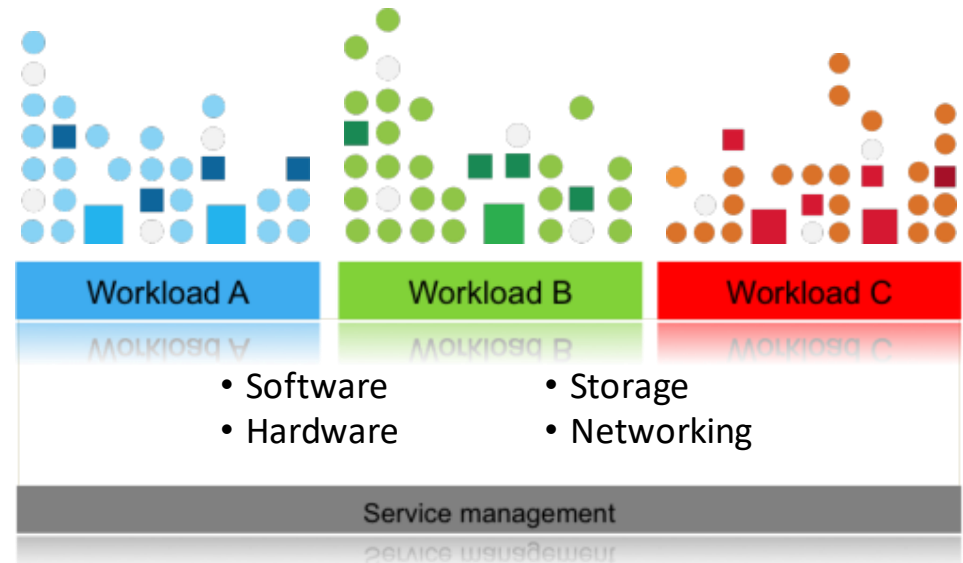 Workload A
Workload B
Workload C
• Software
• Hardware
• Storage
• Networking
Service management